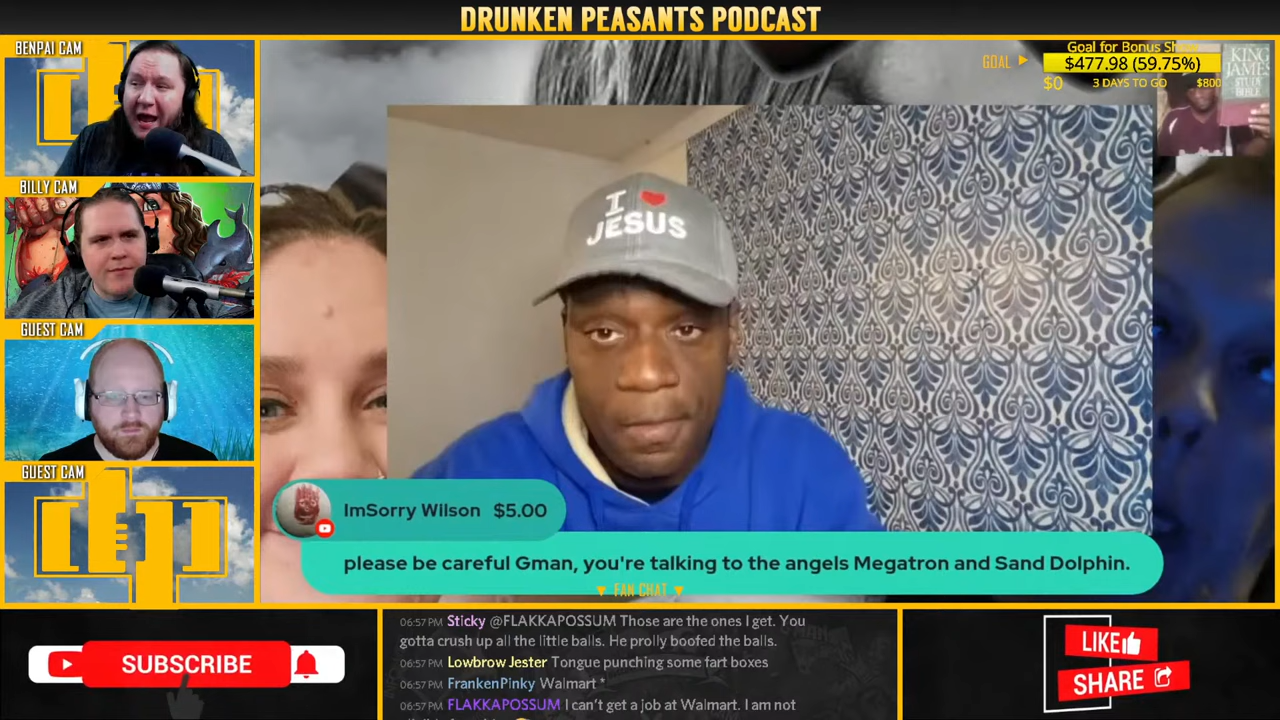 DRUNKEN PEASANTS PODCAST
BENPAI CAM
BILLY CAM
GUEST CAM
GUEST CAM
GOAL
Goal for Bonus Sh
$477.98 (59.75%)
$0
3 DAYS TO GO
$800
KING
JAMES
STUDY
BIBLE
I
JESUS
ImSorry Wilson $5.00
please be careful Gman, you're talking to the angels Megatron and Sand Dolphin.
FAN CHAT
SUBSCRIBE
06:57 PM Sticky @FLAKKAPOSSUM Those are the ones I get. You
gotta crush up all the little balls. He prolly boofed the balls.
06:57 PM Lowbrow Jester Tongue punching some fart boxes
06:57 PM FrankenPinky Walmart *
06:57 PM FLAKKAPOSSUM I can't get a job at Walmart. I am not
LIKE
SHARE